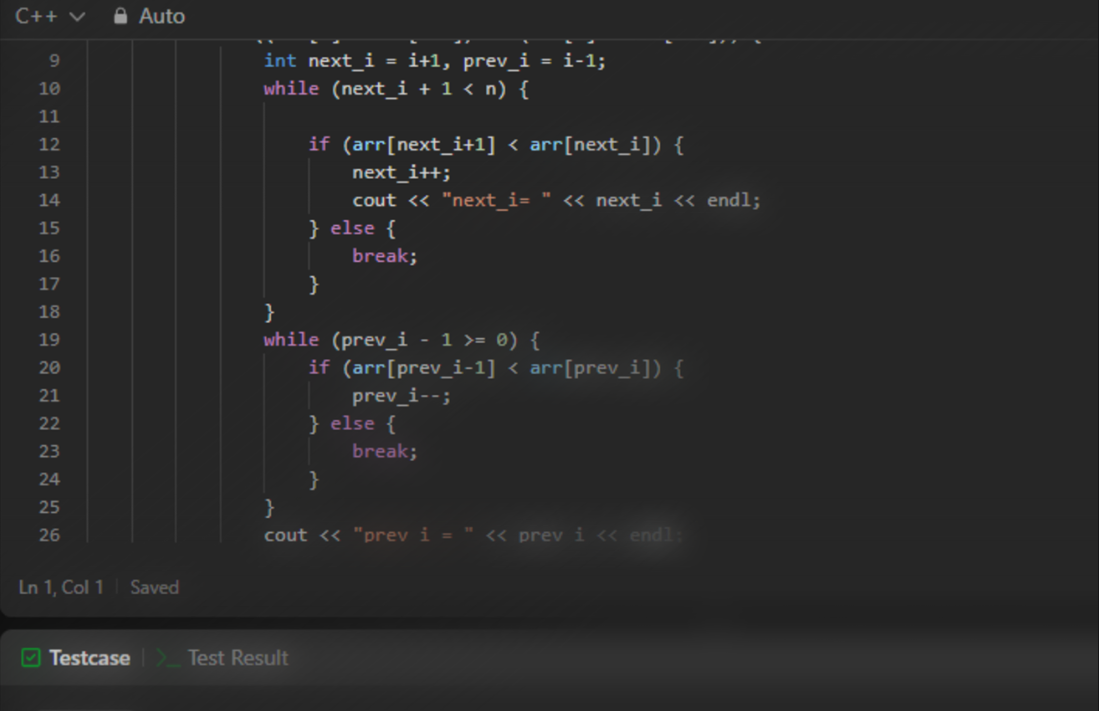 C++ Auto
9 int next_i = i+1, prev_i = i-1;
10 while (next_i + 1 < n) {
11
12 if (arr[next_i+1] < arr[next_i]) {
13 next_i++;
14 cout << "next_i= " << next_i << endl;
15 } else {
16 break;
17 }
18 }
19 while (prev_i - 1 >= 0) {
20 if (arr[prev_i-1] < arr[prev_i]) {
21 prev_i--;
22 } else {
23 break;
24 }
25 }
26 cout << "prev_i = " << prev_i << endl;
Ln 1, Col 1 Saved
Testcase >_ Test Result